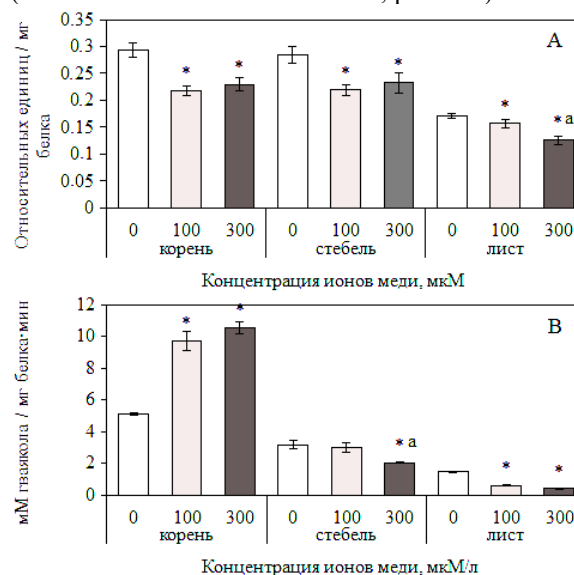 Относительных единиц / мг
белка
0.3
0.25
0.2
0.15
0.1
0.05
0
A
* * * * * * a
0 100 300 0 100 300 0 100 300
корень стебель лист
Концентрация ионов меди, мкМ
мМ гваякола / мг белка·мин
12
10
8
6
4
2
0
B
* * * a * *
0 100 300 0 100 300 0 100 300
корень стебель лист
Концентрация ионов меди, мкМ/л